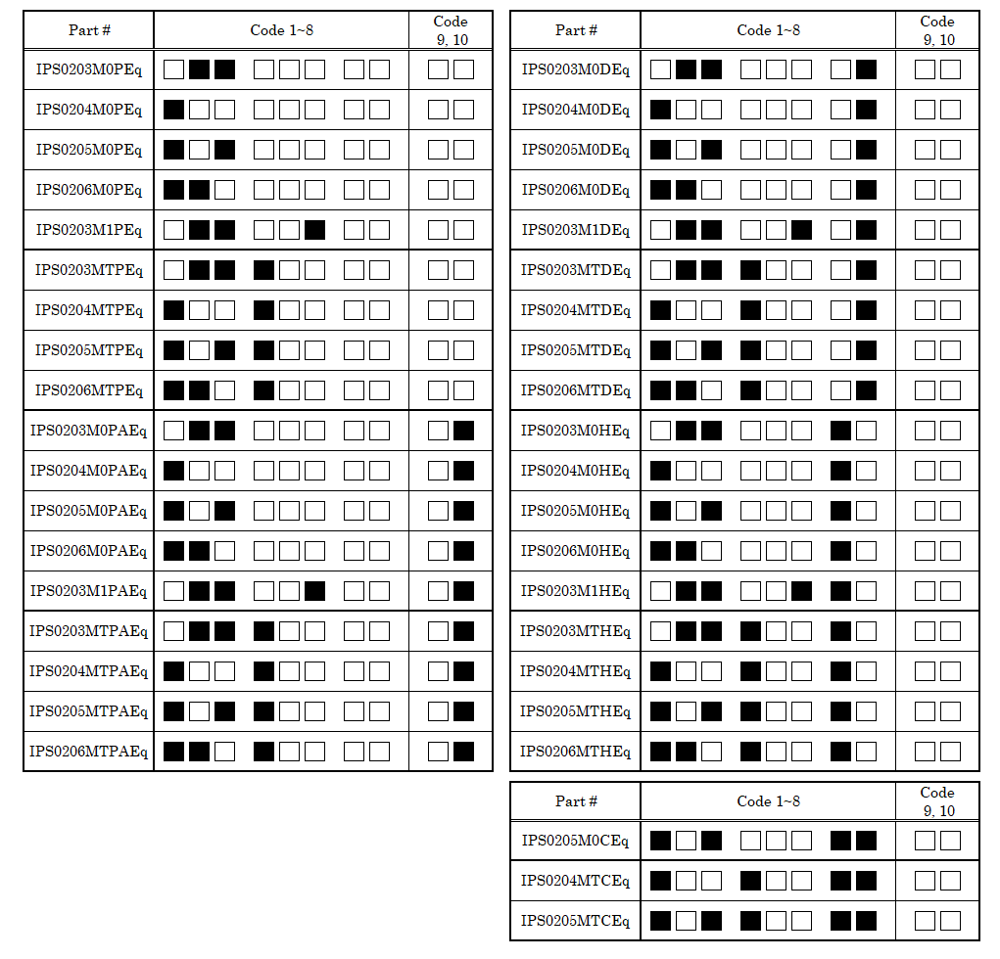 Part # Code 1~8 Code 9, 10
IPS0203M0PEq
IPS0204M0PEq
IPS0205M0PEq
IPS0206M0PEq
IPS0203M1PEq
IPS0203MTPEq
IPS0204MTPEq
IPS0205MTPEq
IPS0206MTPEq
IPS0203M0PAEq
IPS0204M0PAEq
IPS0205M0PAEq
IPS0206M0PAEq
IPS0203M1PAEq
IPS0203MTPAEq
IPS0204MTPAEq
IPS0205MTPAEq
IPS0206MTPAEq
Part # Code 1~8 Code 9, 10
IPS0203M0DEq
IPS0204M0DEq
IPS0205M0DEq
IPS0206M0DEq
IPS0203M1DEq
IPS0203MTDEq
IPS0204MTDEq
IPS0205MTDEq
IPS0206MTDEq
IPS0203M0HEq
IPS0204M0HEq
IPS0205M0HEq
IPS0206M0HEq
IPS0203M1HEq
IPS0203MTHEq
IPS0204MTHEq
IPS0205MTHEq
IPS0206MTHEq
Part # Code 1~8 Code 9, 10
IPS0205M0CEq
IPS0204MTCEq
IPS0205MTCEq